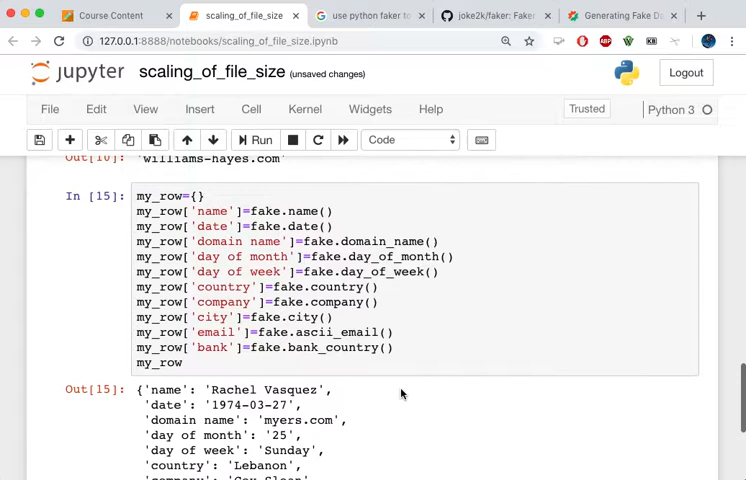 Course Content
scaling_of_file_size
use python faker to
joke2k/faker: Faker
Generating Fake Da
127.0.0.1:8888/notebooks/scaling_of_file_size.ipynb
ABP
jupyter scaling_of_file_size (unsaved changes)
Logout
File Edit View Insert Cell Kernel Widgets Help
Trusted
Python 3
Run
Code
Out[10]: 'williams-hayes.com'
In [15]: my_row={}
my_row['name']=fake.name()
my_row['date']=fake.date()
my_row['domain name']=fake.domain_name()
my_row['day of month']=fake.day_of_month()
my_row['day of week']=fake.day_of_week()
my_row['country']=fake.country()
my_row['company']=fake.company()
my_row['city']=fake.city()
my_row['email']=fake.ascii_email()
my_row['bank']=fake.bank_country()
my_row
Out[15]: {'name': 'Rachel Vasquez',
'date': '1974-03-27',
'domain name': 'myers.com',
'day of month': '25',
'day of week': 'Sunday',
'country': 'Lebanon',